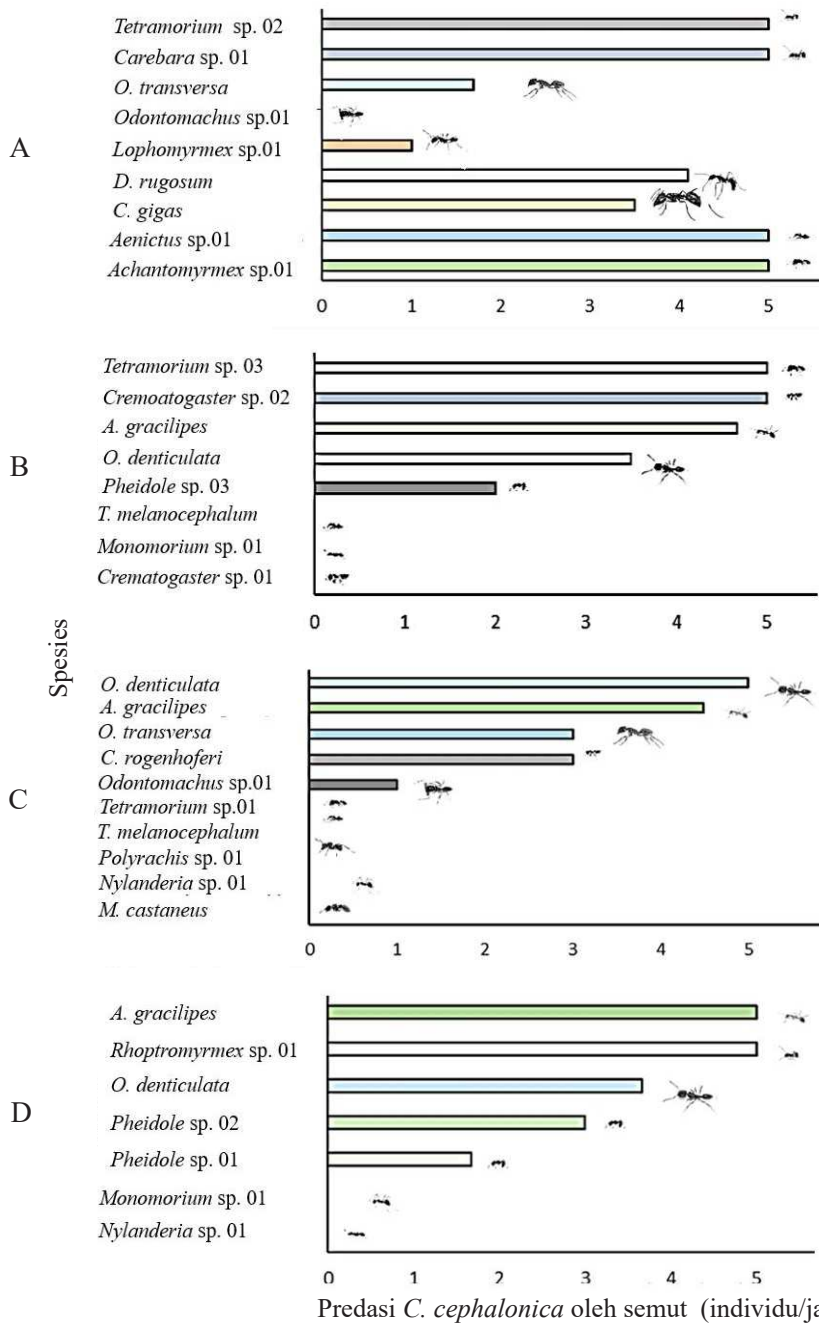 Tetramorium sp. 02
Carebara sp. 01
O. transversa
Odontomachus sp.01
Lophomyrmex sp.01
D. rugosum
C. gigas
Aenictus sp.01
Achantomyrmex sp.01
A
0 1 2 3 4 5
Tetramorium sp. 03
Cremoatogaster sp. 02
A. gracilipes
O. denticulata
Pheidole sp. 03
T. melanocephalum
Monomorium sp. 01
Crematogaster sp. 01
B
0 1 2 3 4 5
Spesies
O. denticulata
A. gracilipes
O. transversa
C. rogenhoferi
Odontomachus sp.01
Tetramorium sp.01
T. melanocephalum
Polyrachis sp. 01
Nylanderia sp. 01
M. castaneus
C
0 1 2 3 4 5
A. gracilipes
Rhoptromyrmex sp. 01
O. denticulata
Pheidole sp. 02
Pheidole sp. 01
Monomorium sp. 01
Nylanderia sp. 01
D
0 1 2 3 4 5
Predasi C. cephalonica oleh semut (individu/ja